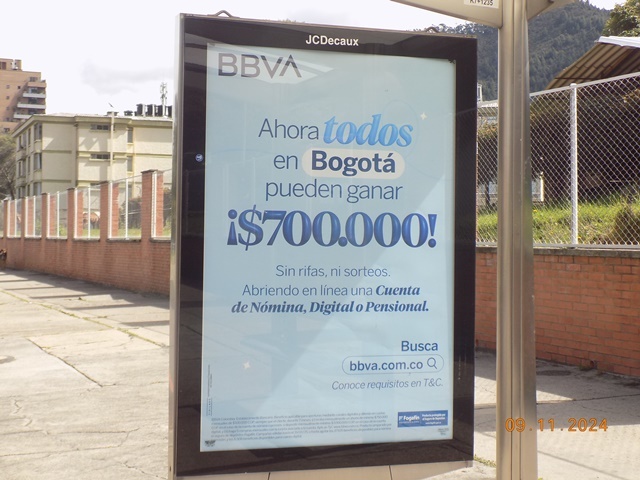 JCDecaux
BBVA
Ahora todos
en Bogotá
pueden ganar
¡$700.000!
Sin rifas, ni sorteos.
Abriendo en línea una Cuenta
de Nómina, Digital o Pensional.
Busca
bbva.com.co
Conoce requisitos en T&C.
Fogafín
09.11.2024